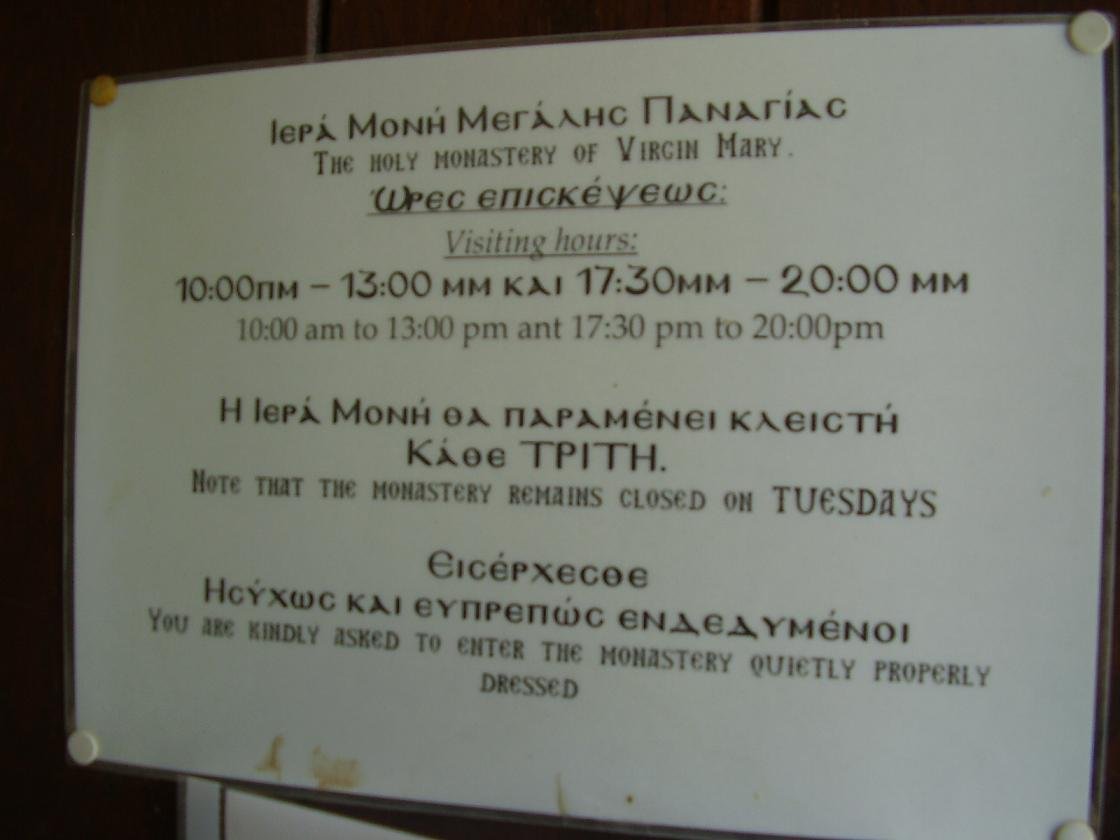 Ιερά Μονή Μεγάλης Παναγίας
The holy monastery of Virgin Mary.
Ώρες επισκέψεως:
Visiting hours:
10:00πμ – 13:00 μμ και 17:30μμ – 20:00 μμ
10:00 am to 13:00 pm ant 17:30 pm to 20:00pm
Η Ιερά Μονή θα παραμένει κλειστή
Κάθε ΤΡΙΤΗ.
Note that the monastery remains closed on TUESDAYS
Εισέρχεσθε
Ησύχως και ευπρεπώς ενδεδυμένοι
You are kindly asked to enter the monastery quietly properly
dressed